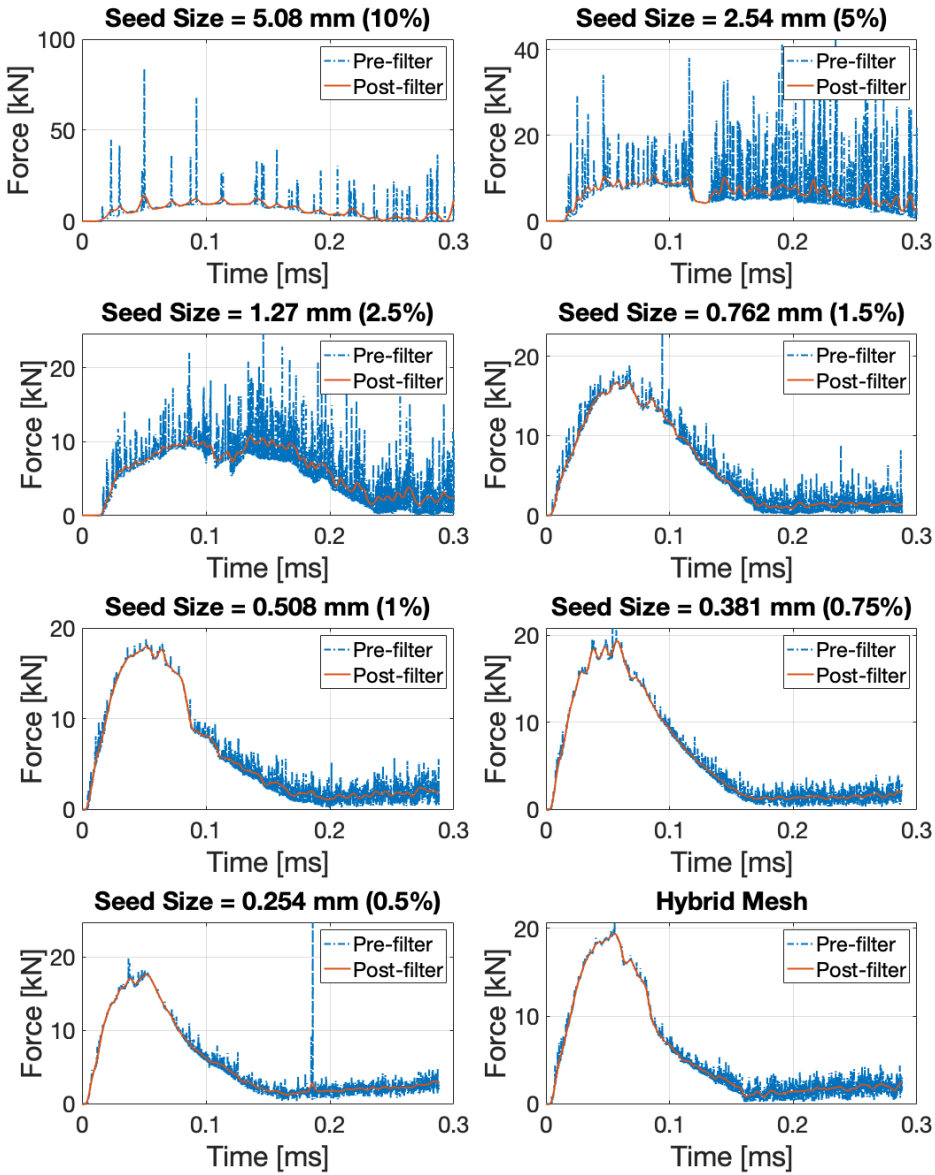 Seed Size = 5.08 mm (10%)
Force [kN]
100
50
0
Pre-filter
Post-filter
0
0.1
0.2
0.3
Time [ms]
Seed Size = 2.54 mm (5%)
Force [kN]
40
20
0
Pre-filter
Post-filter
0
0.1
0.2
0.3
Time [ms]
Seed Size = 1.27 mm (2.5%)
Force [kN]
20
10
0
Pre-filter
Post-filter
0
0.1
0.2
0.3
Time [ms]
Seed Size = 0.762 mm (1.5%)
Force [kN]
20
10
0
Pre-filter
Post-filter
0
0.1
0.2
0.3
Time [ms]
Seed Size = 0.508 mm (1%)
Force [kN]
20
10
0
Pre-filter
Post-filter
0
0.1
0.2
0.3
Time [ms]
Seed Size = 0.381 mm (0.75%)
Force [kN]
20
10
0
Pre-filter
Post-filter
0
0.1
0.2
0.3
Time [ms]
Seed Size = 0.254 mm (0.5%)
Force [kN]
20
10
0
Pre-filter
Post-filter
0
0.1
0.2
0.3
Time [ms]
Hybrid Mesh
Force [kN]
20
10
0
Pre-filter
Post-filter
0
0.1
0.2
0.3
Time [ms]